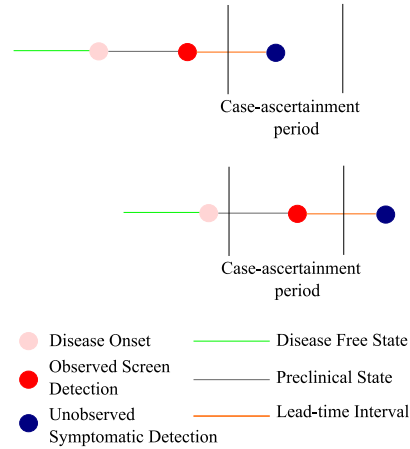 Case-ascertainment
period
Case-ascertainment
period
Disease Onset
Disease Free State
Observed Screen
Detection
Preclinical State
Unobserved
Symptomatic Detection
Lead-time Interval